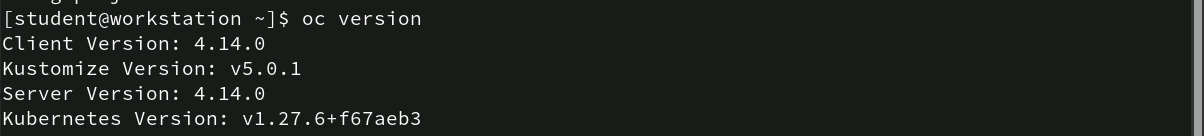 [student@workstation ~]$ oc version
Client Version: 4.14.0
Kustomize Version: v5.0.1
Server Version: 4.14.0
Kubernetes Version: v1.27.6+f67aeb3